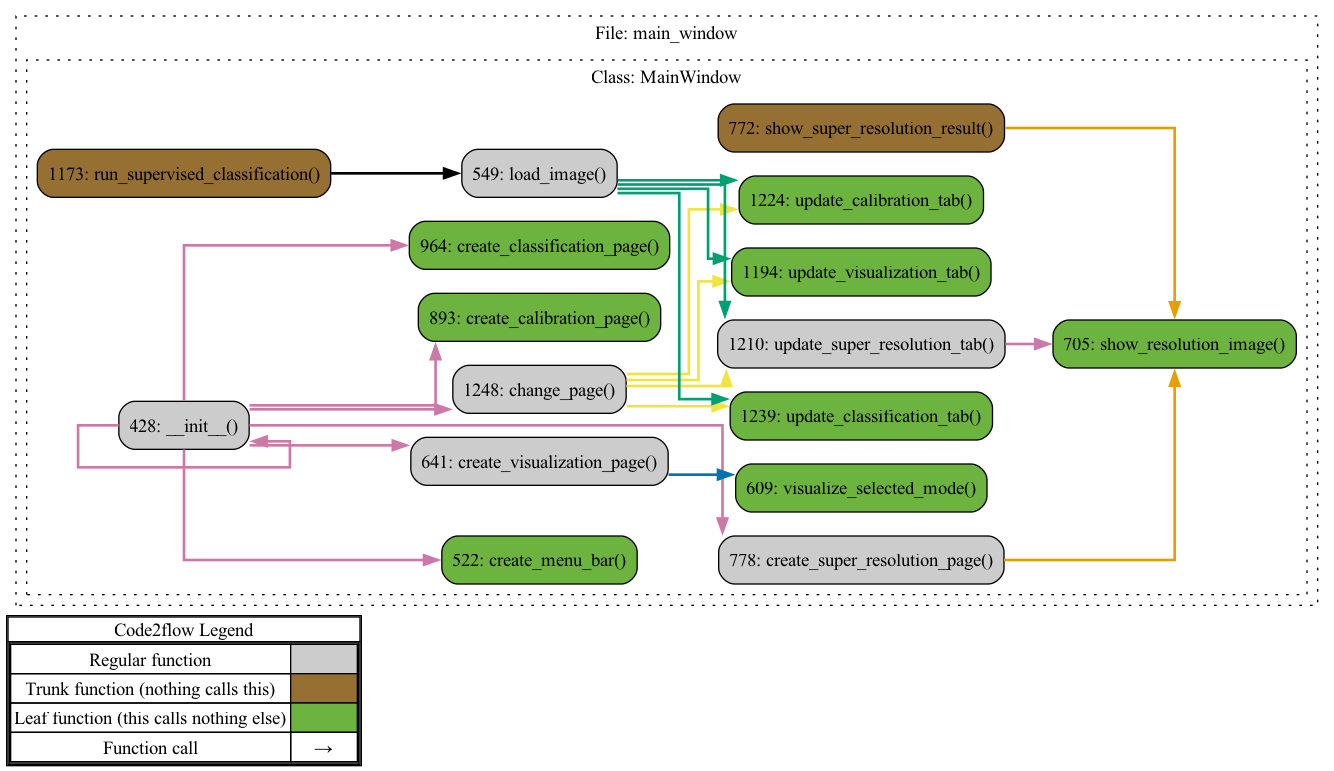 File: main_window
Class: MainWindow
772: show_super_resolution_result()
1173: run_supervised_classification()
549: load_image()
1224: update_calibration_tab()
964: create_classification_page()
1194: update_visualization_tab()
893: create_calibration_page()
1210: update_super_resolution_tab()
705: show_resolution_image()
1248: change_page()
428: __init__()
1239: update_classification_tab()
641: create_visualization_page()
609: visualize_selected_mode()
522: create_menu_bar()
778: create_super_resolution_page()
Code2flow Legend
Regular function
Trunk function (nothing calls this)
Leaf function (this calls nothing else)
Function call →